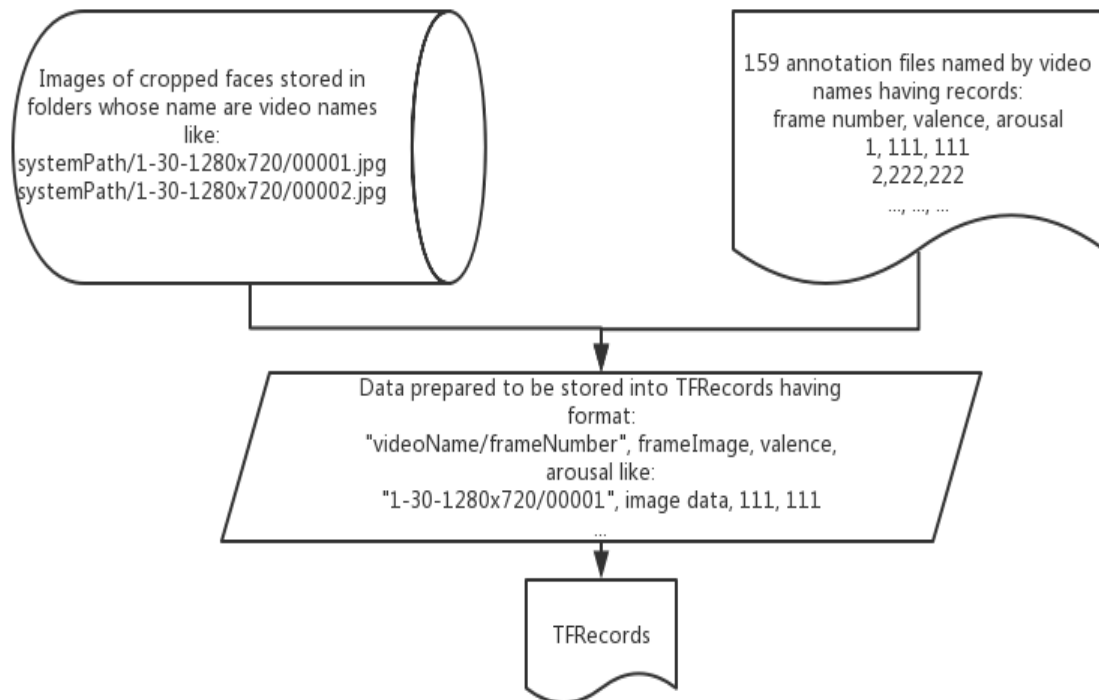 Images of cropped faces stored in
folders whose name are video names
like:
systemPath/1-30-1280x720/00001.jpg
systemPath/1-30-1280x720/00002.jpg
159 annotation files named by video
names having records:
frame number, valence, arousal
1, 111, 111
2,222,222
..., ..., ...
Data prepared to be stored into TFRecords having
format:
"videoName/frameNumber", frameImage, valence,
arousal like:
"1-30-1280x720/00001", image data, 111, 111
...
TFRecords